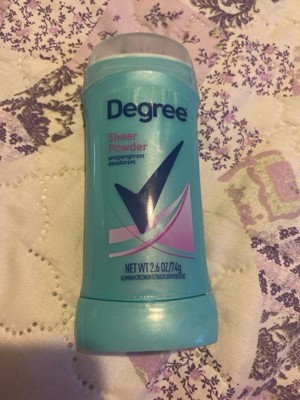 Degree
Sheer
Powder
antiperspirant
deodorant
NET WT 2.6 OZ/74g